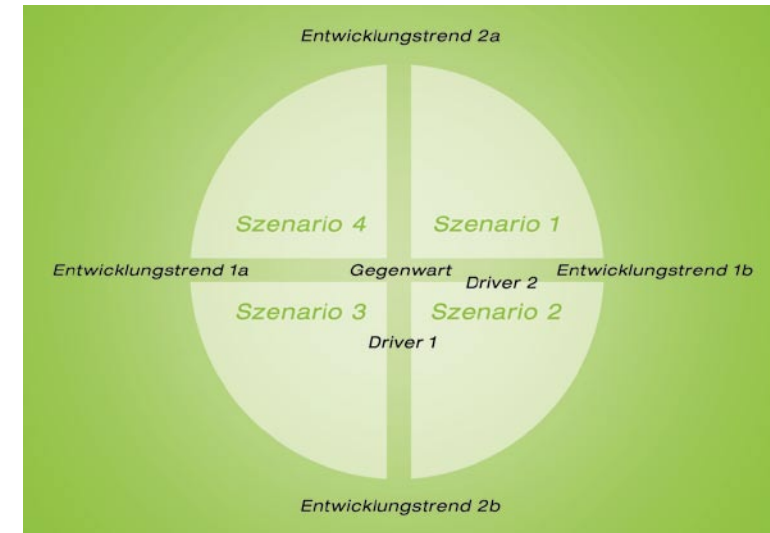 Entwicklungstrend 2a
Szenario 4
Szenario 1
Entwicklungstrend 1a
Gegenwart
Driver 2
Entwicklungstrend 1b
Szenario 3
Szenario 2
Driver 1
Entwicklungstrend 2b